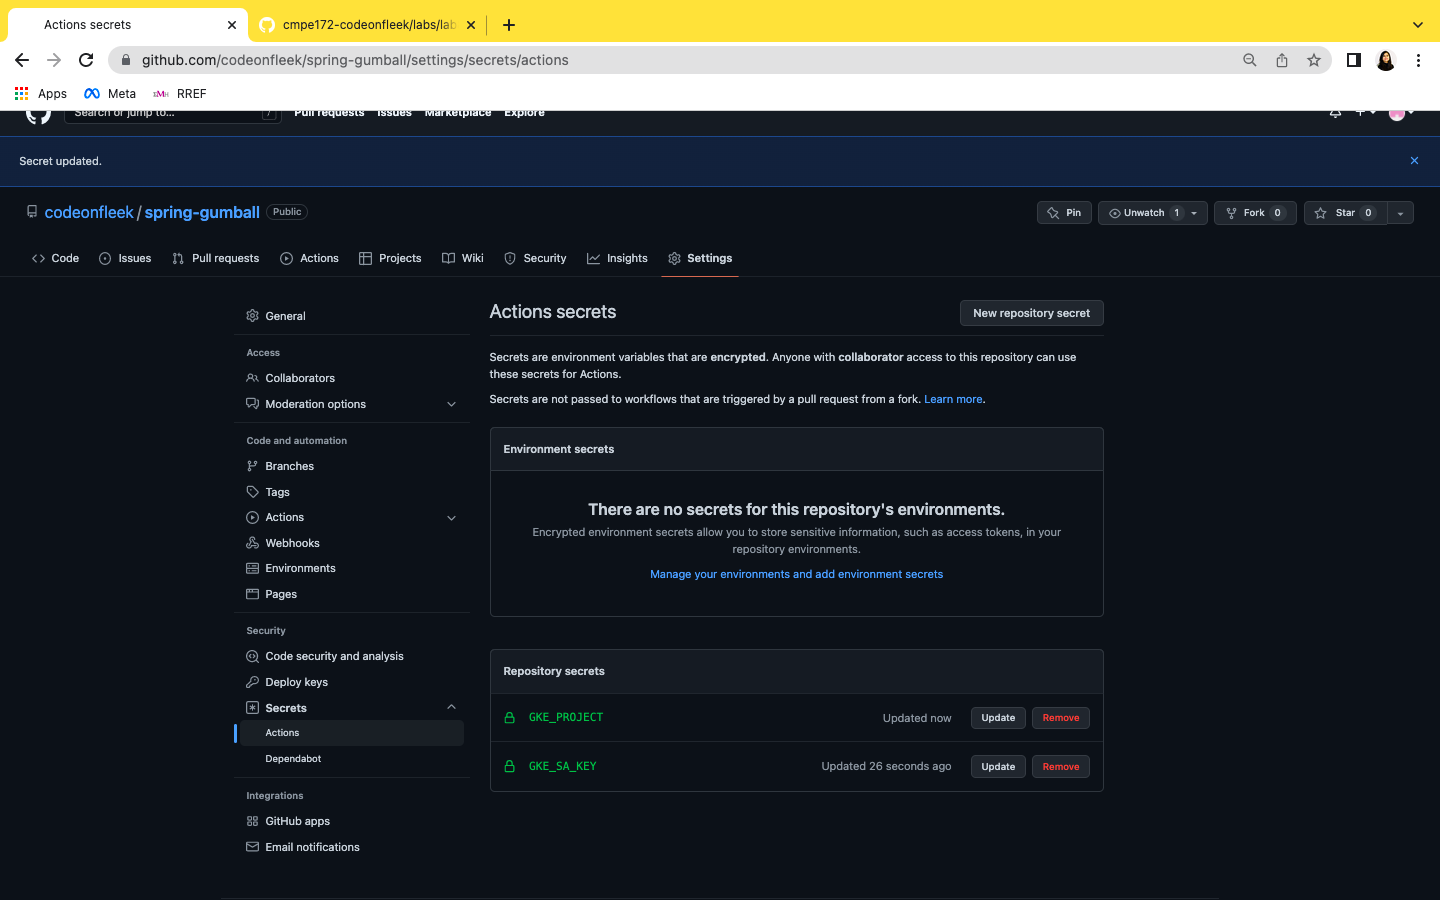 Actions secrets
cmpe172-codeonfleek/labs/lab
github.com/codeonfleek/spring-gumball/settings/secrets/actions
Apps Meta RREF
Search or jump to... / Pull requests Issues Marketplace Explore
Secret updated.
codeonfleek / spring-gumball Public
Pin Unwatch 1 Fork 0 Star 0
Code Issues Pull requests Actions Projects Wiki Security Insights Settings
General
Access
Collaborators
Moderation options
Code and automation
Branches
Tags
Actions
Webhooks
Environments
Pages
Security
Code security and analysis
Deploy keys
Secrets
Actions
Dependabot
Integrations
GitHub apps
Email notifications
Actions secrets
New repository secret
Secrets are environment variables that are encrypted. Anyone with collaborator access to this repository can use
these secrets for Actions.
Secrets are not passed to workflows that are triggered by a pull request from a fork. Learn more.
Environment secrets
There are no secrets for this repository's environments.
Encrypted environment secrets allow you to store sensitive information, such as access tokens, in your
repository environments.
Manage your environments and add environment secrets
Repository secrets
GKE_PROJECT Updated now Update Remove
GKE_SA_KEY Updated 26 seconds ago Update Remove